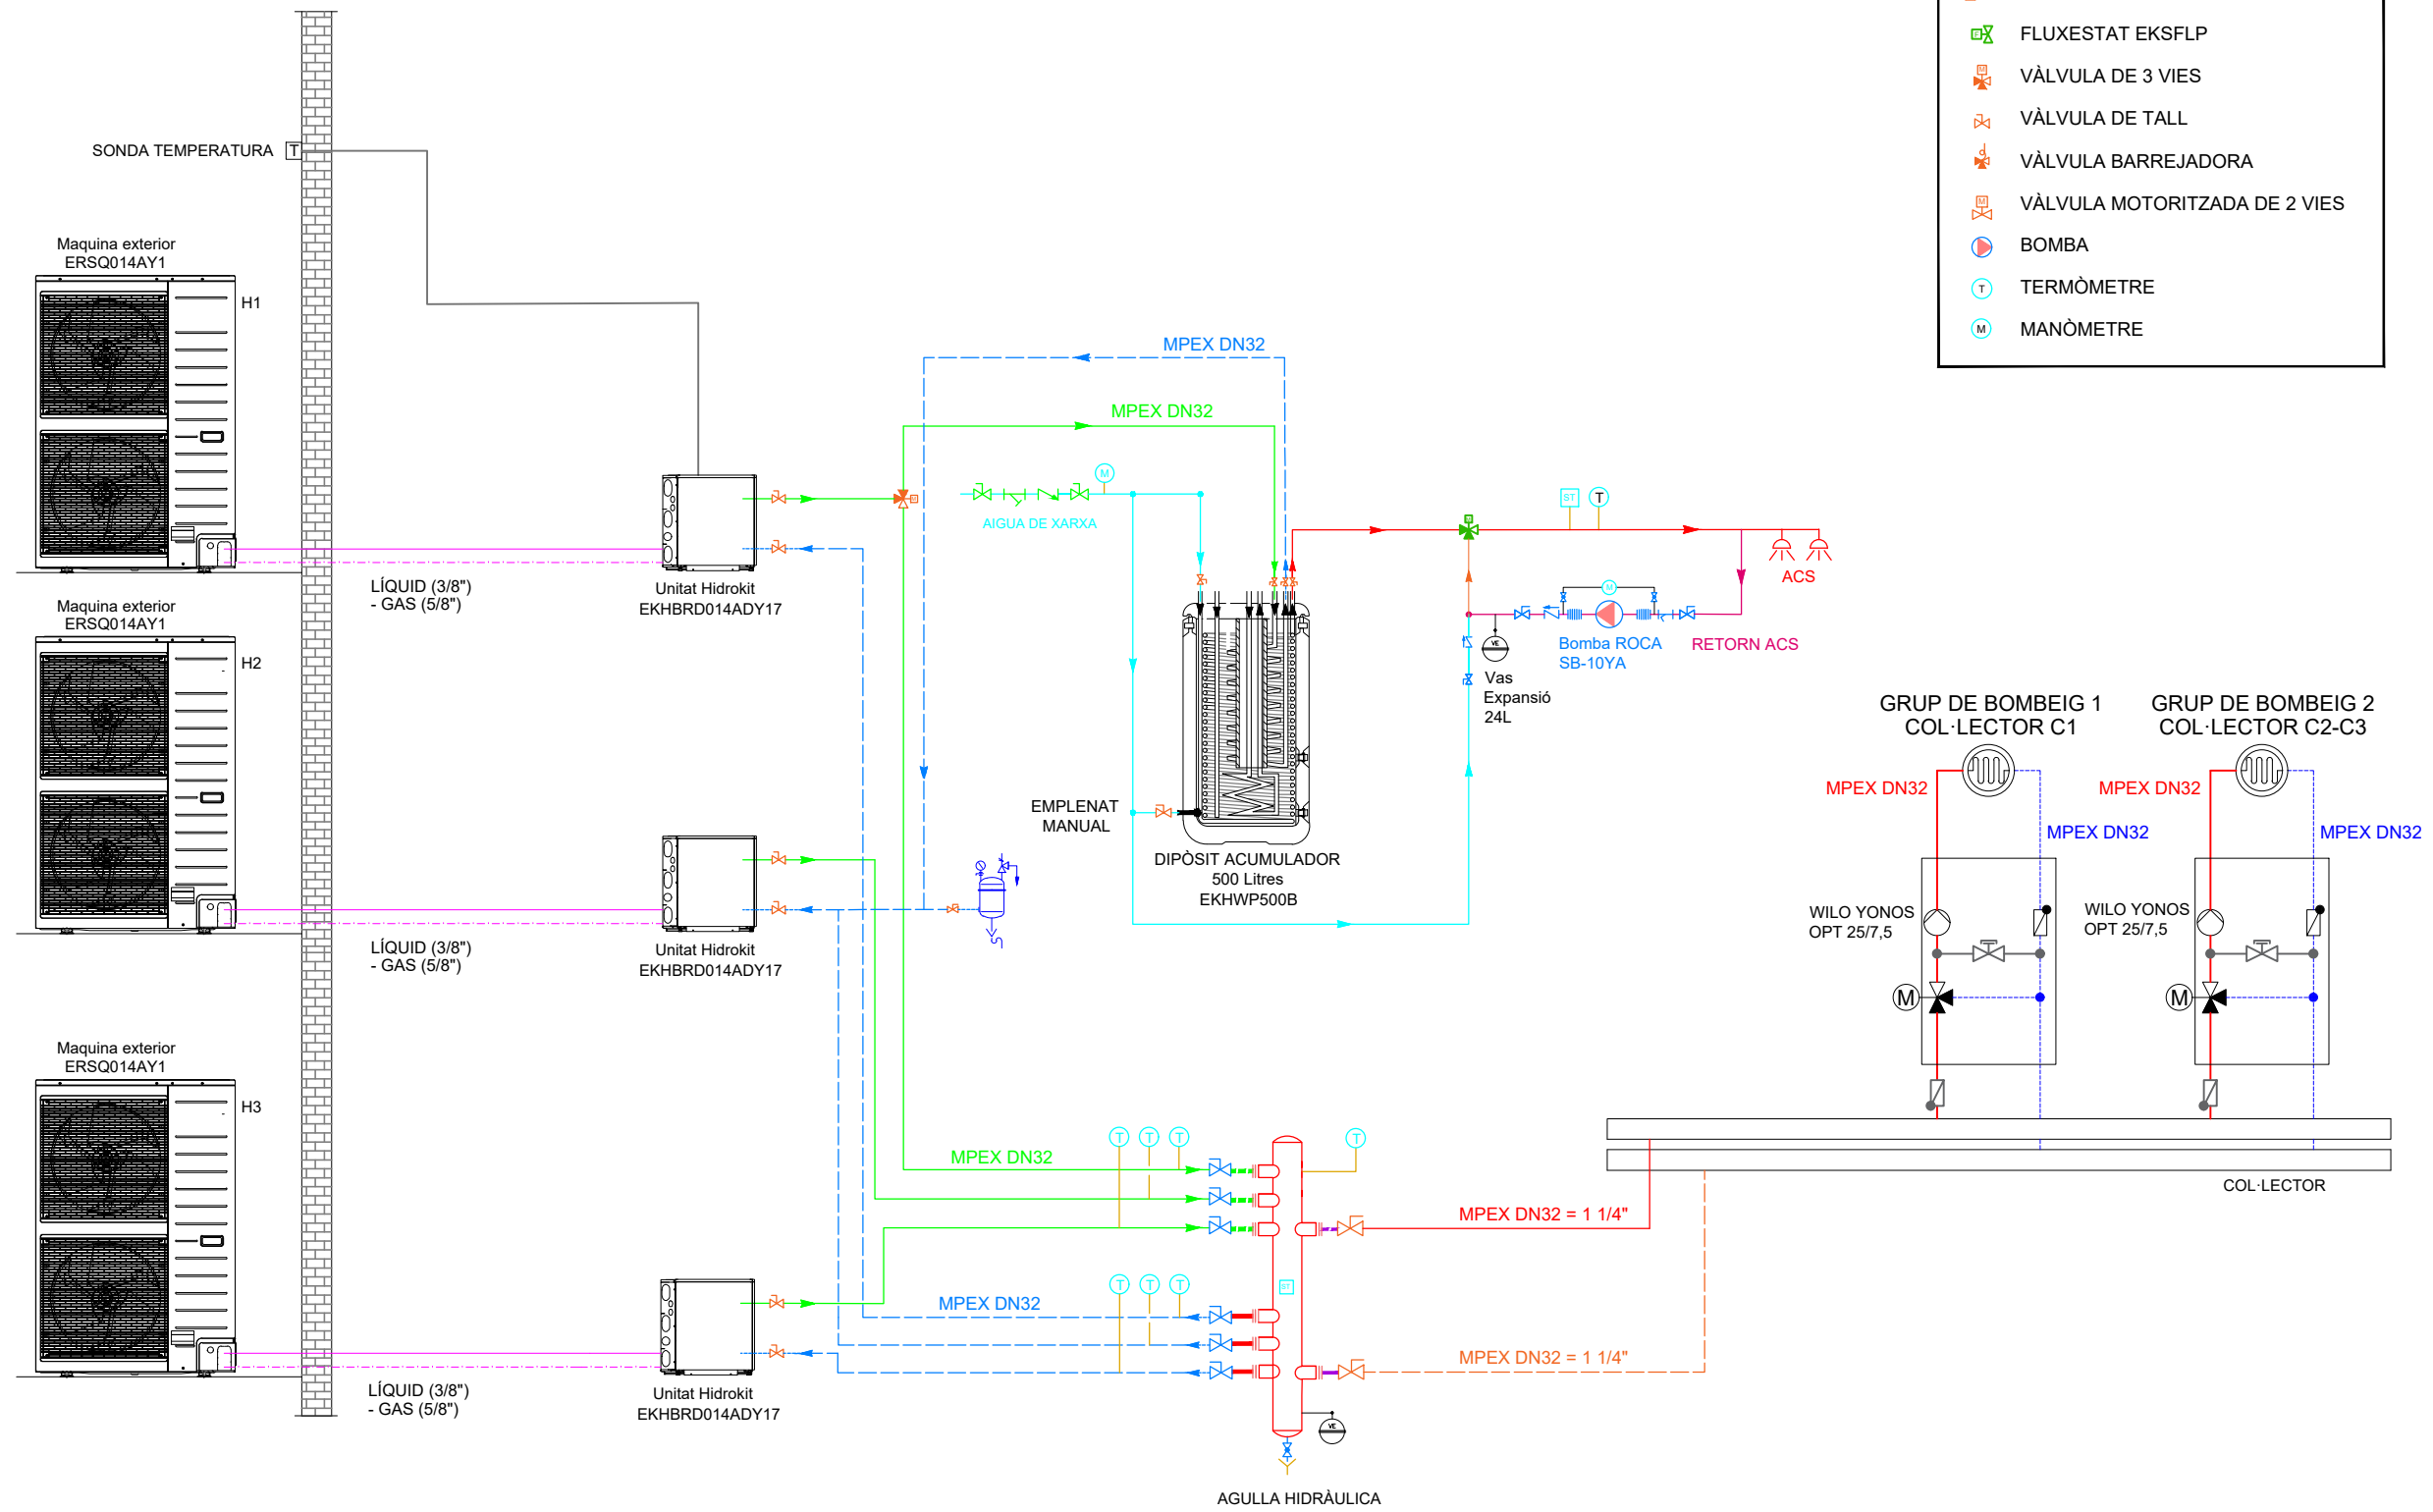 FLUXESTAT EKSFLP
VÀLVULA DE 3 VIES
VÀLVULA DE TALL
VÀLVULA BARREJADORA
VÀLVULA MOTORITZADA DE 2 VIES
BOMBA
T
TERMÒMETRE
M
MANÒMETRE
SONDA TEMPERATURA
T
Maquina exterior
ERSQ014AY1
H1
LÍQUID (3/8")
- GAS (5/8")
Unitat Hidrokit
EKHBRD014ADY17
MPEX DN32
MPEX DN32
M
AIGUA DE XARXA
ST
T
ACS
M
Bomba ROCA
SB-10YA
RETORN ACS
VE
Vas
Expansió
24L
Maquina exterior
ERSQ014AY1
H2
LÍQUID (3/8")
- GAS (5/8")
Unitat Hidrokit
EKHBRD014ADY17
EMPLENAT
MANUAL
DIPÒSIT ACUMULADOR
500 Litres
EKHWP500B
GRUP DE BOMBEIG 1
COL·LECTOR C1
MPEX DN32
MPEX DN32
WILO YONOS
OPT 25/7,5
M
GRUP DE BOMBEIG 2
COL·LECTOR C2-C3
MPEX DN32
MPEX DN32
WILO YONOS
OPT 25/7,5
M
COL·LECTOR
Maquina exterior
ERSQ014AY1
H3
LÍQUID (3/8")
- GAS (5/8")
Unitat Hidrokit
EKHBRD014ADY17
MPEX DN32
T
T
T
T
MPEX DN32 = 1 1/4"
MPEX DN32
T
T
T
MPEX DN32 = 1 1/4"
VE
AGULLA HIDRÀULICA